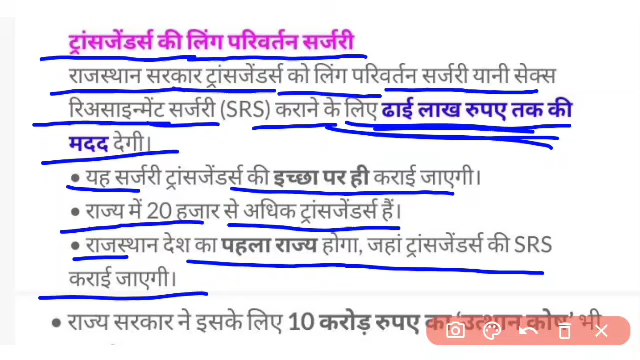 ट्रांसजेंडर्स की लिंग परिवर्तन सर्जरी
राजस्थान सरकार ट्रांसजेंडर्स को लिंग परिवर्तन सर्जरी यानी सेक्स
रिअसाइन्मेंट सर्जरी (SRS) कराने के लिए ढाई लाख रुपए तक की
मदद देगी।
• यह सर्जरी ट्रांसजेंडर्स की इच्छा पर ही कराई जाएगी।
• राज्य में 20 हजार से अधिक ट्रांसजेंडर्स हैं।
• राजस्थान देश का पहला राज्य होगा, जहां ट्रांसजेंडर्स की SRS
कराई जाएगी।
• राज्य सरकार ने इसके लिए 10 करोड़ रुपए का 'उत्थान कोष' भी